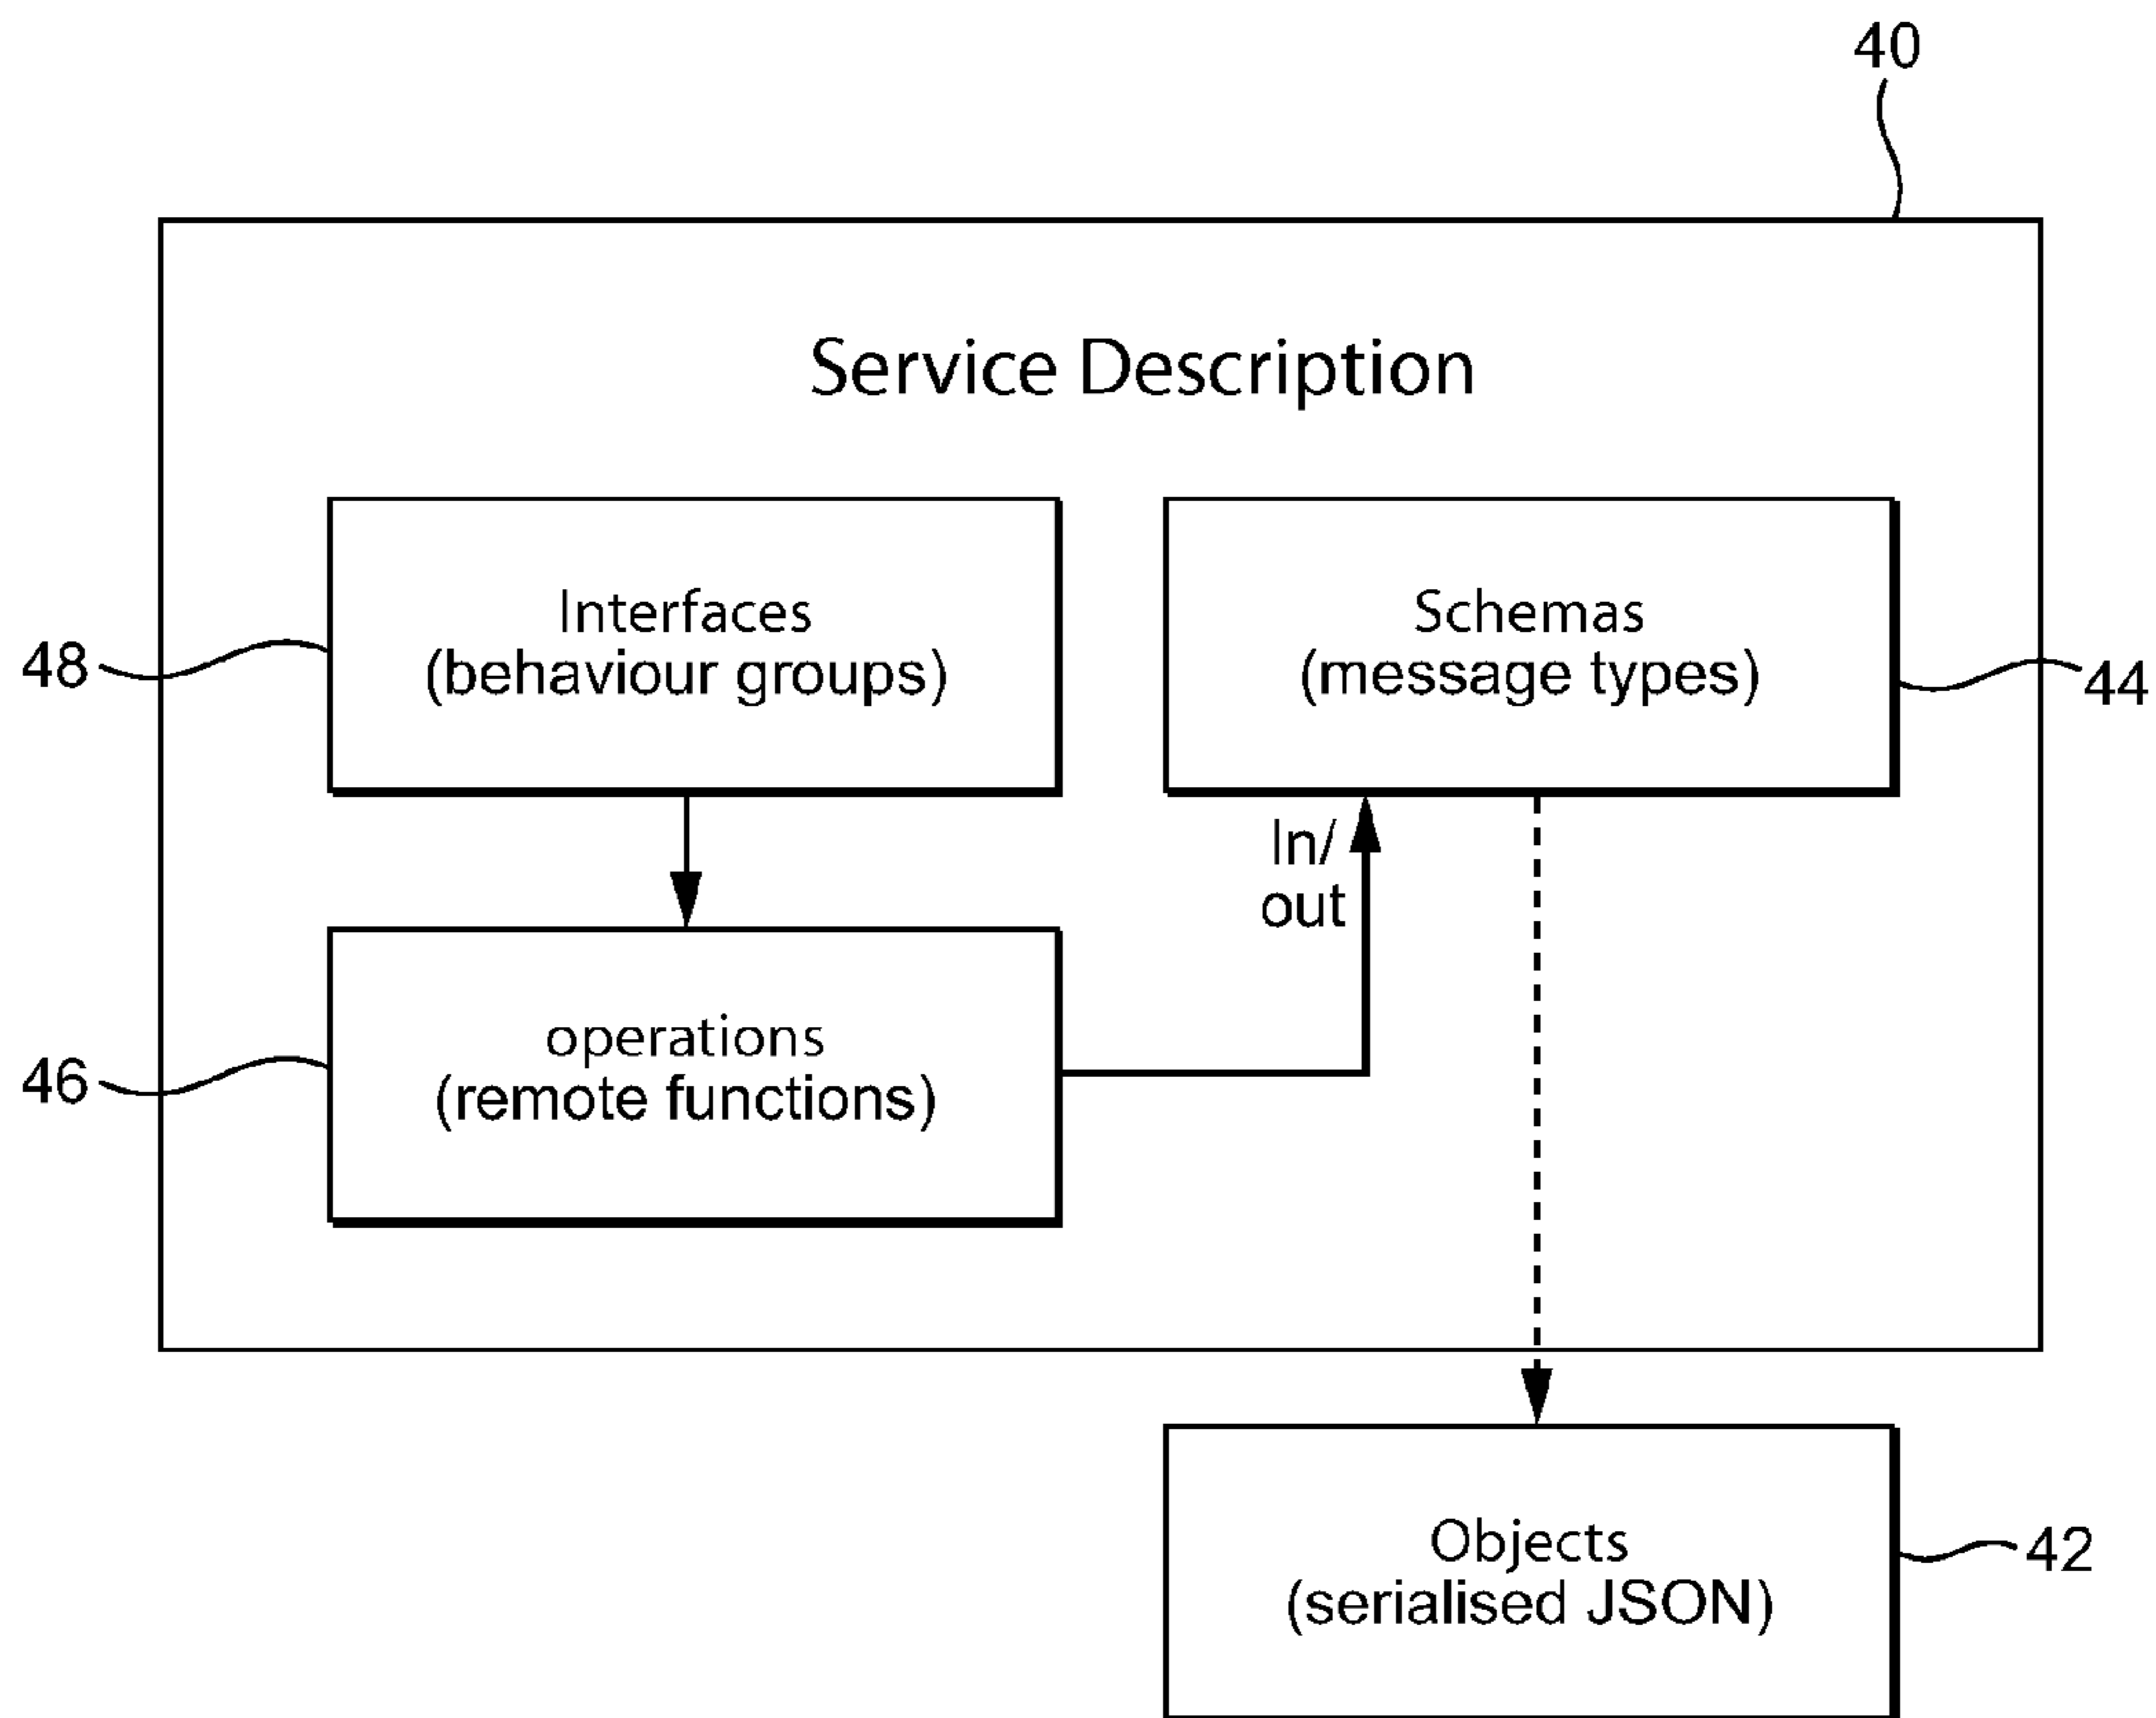 40
Service Description
Interfaces
(behaviour groups)
48
Schemas
(message types)
44
In/
out
operations
(remote functions)
46
Objects
(serialised JSON)
42